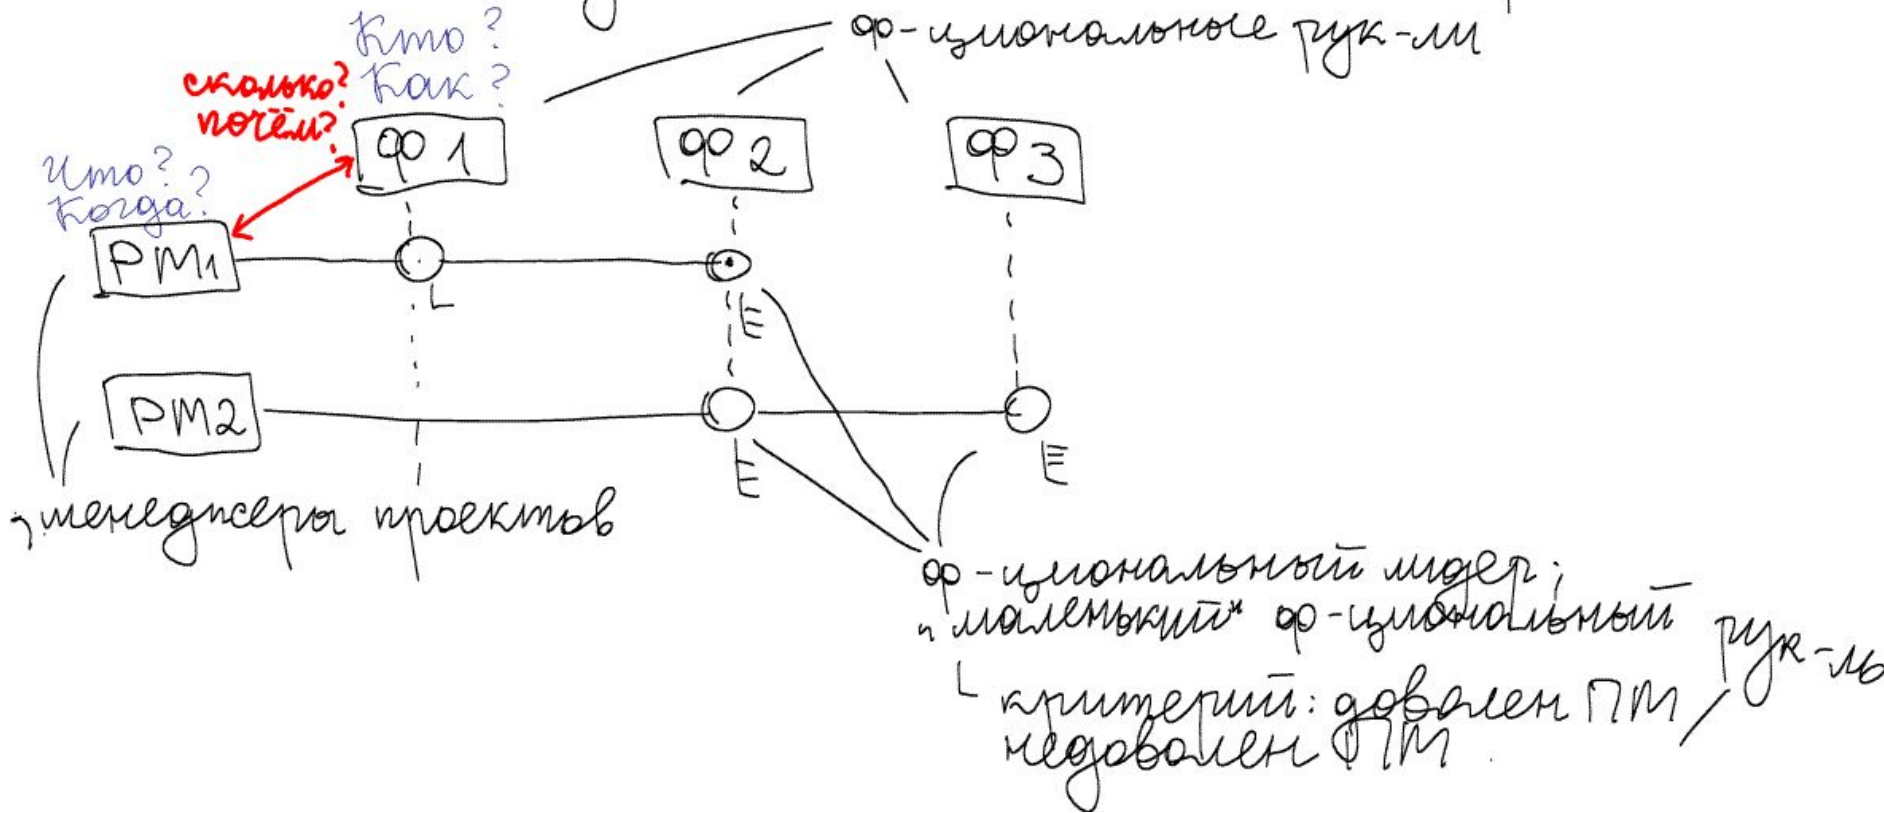 Кто?
Как?
ф-циональные рук-ли
сколько?
почём?
Ф1
Ф2
Ф3
Что?
Когда?
PM1
PM2
менеджеры проектов
ф-циональный лидер;
"маленький" ф-циональный рук-ль
критерий: доволен ПМ /
недоволен ПМ